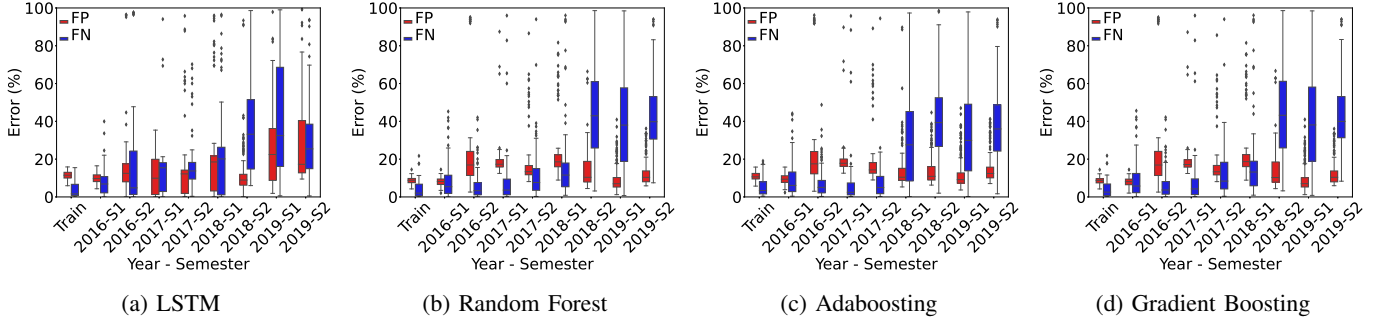 Error (%)
100
80
60
40
20
0
FP
FN
Train
2016-S1
2016-S2
2017-S1
2017-S2
2018-S1
2018-S2
2019-S1
2019-S2
Year - Semester
(a) LSTM
Error (%)
100
80
60
40
20
0
FP
FN
Train
2016-S1
2016-S2
2017-S1
2017-S2
2018-S1
2018-S2
2019-S1
2019-S2
Year - Semester
(b) Random Forest
Error (%)
100
80
60
40
20
0
FP
FN
Train
2016-S1
2016-S2
2017-S1
2017-S2
2018-S1
2018-S2
2019-S1
2019-S2
Year - Semester
(c) Adaboosting
Error (%)
100
80
60
40
20
0
FP
FN
Train
2016-S1
2016-S2
2017-S1
2017-S2
2018-S1
2018-S2
2019-S1
2019-S2
Year - Semester
(d) Gradient Boosting